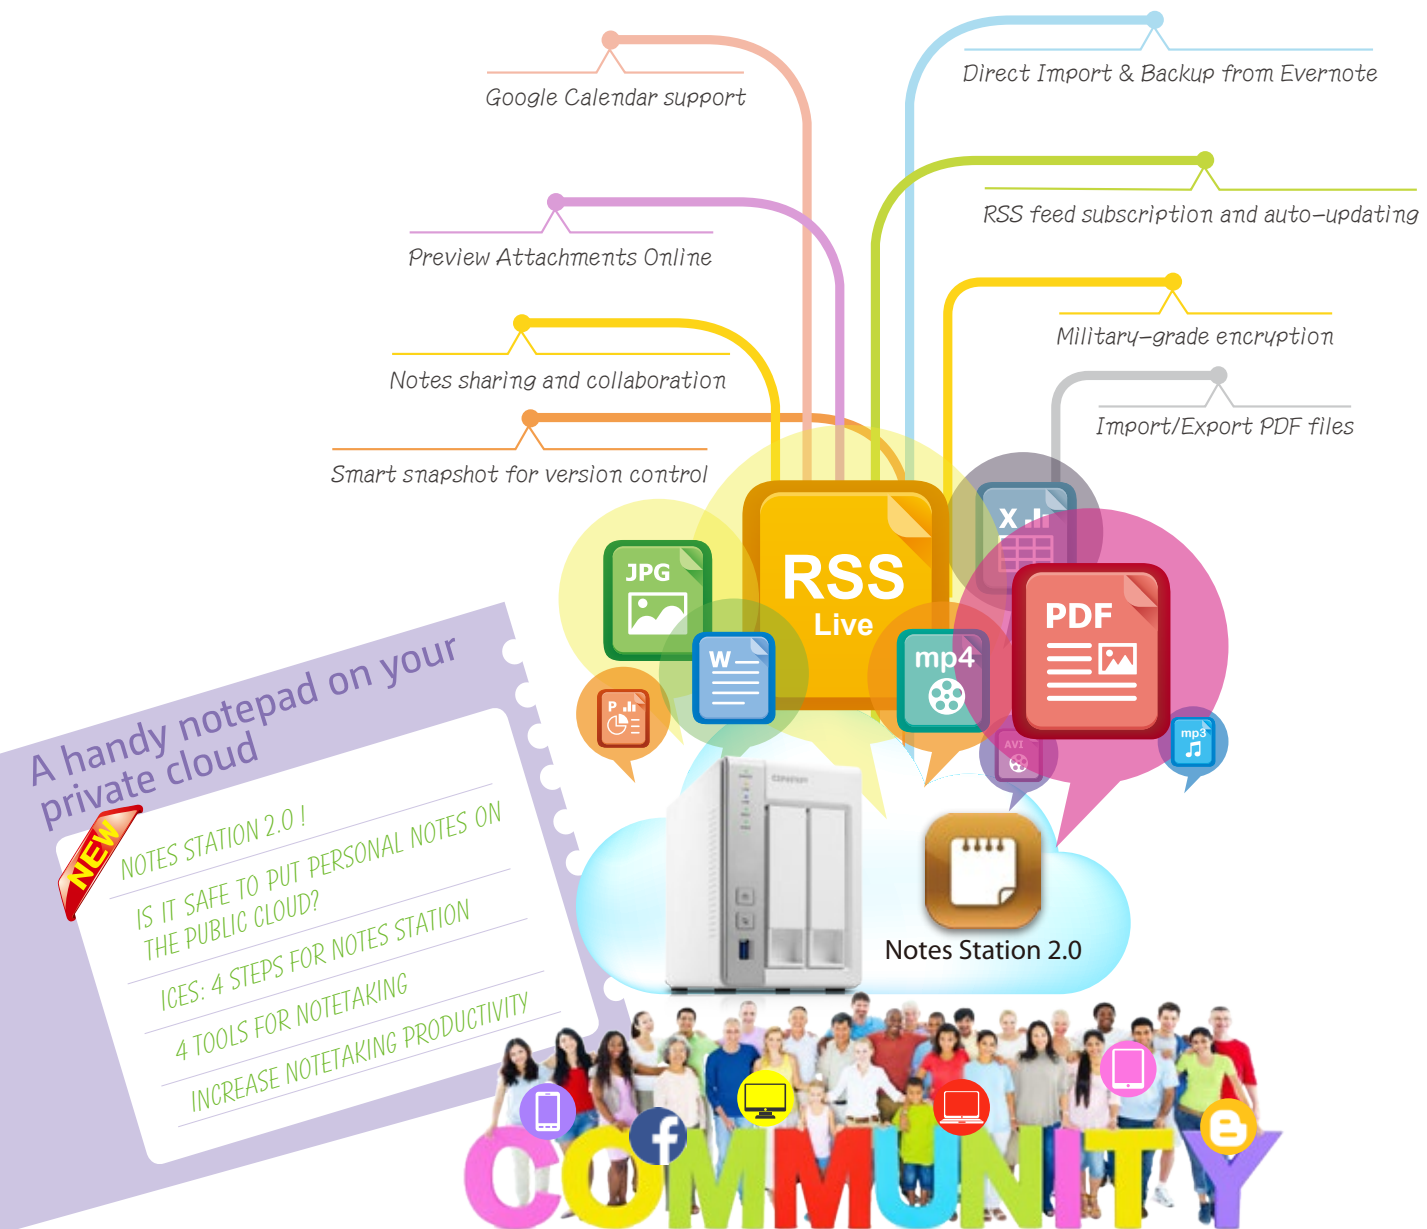 Google Calendar support
Direct Import & Backup from Evernote
Preview Attachments Online
RSS feed subscription and auto-updating
Notes sharing and collaboration
Military-grade encryption
Smart snapshot for version control
Import/Export PDF files
JPG
RSS
Live
X
W
mp4
PDF
P
AVI
mp3
A handy notepad on your
private cloud
NEW
NOTES STATION 2.0 !
IS IT SAFE TO PUT PERSONAL NOTES ON
THE PUBLIC CLOUD?
ICES: 4 STEPS FOR NOTES STATION
4 TOOLS FOR NOTETAKING
INCREASE NOTETAKING PRODUCTIVITY
Notes Station 2.0
COMMUNITY